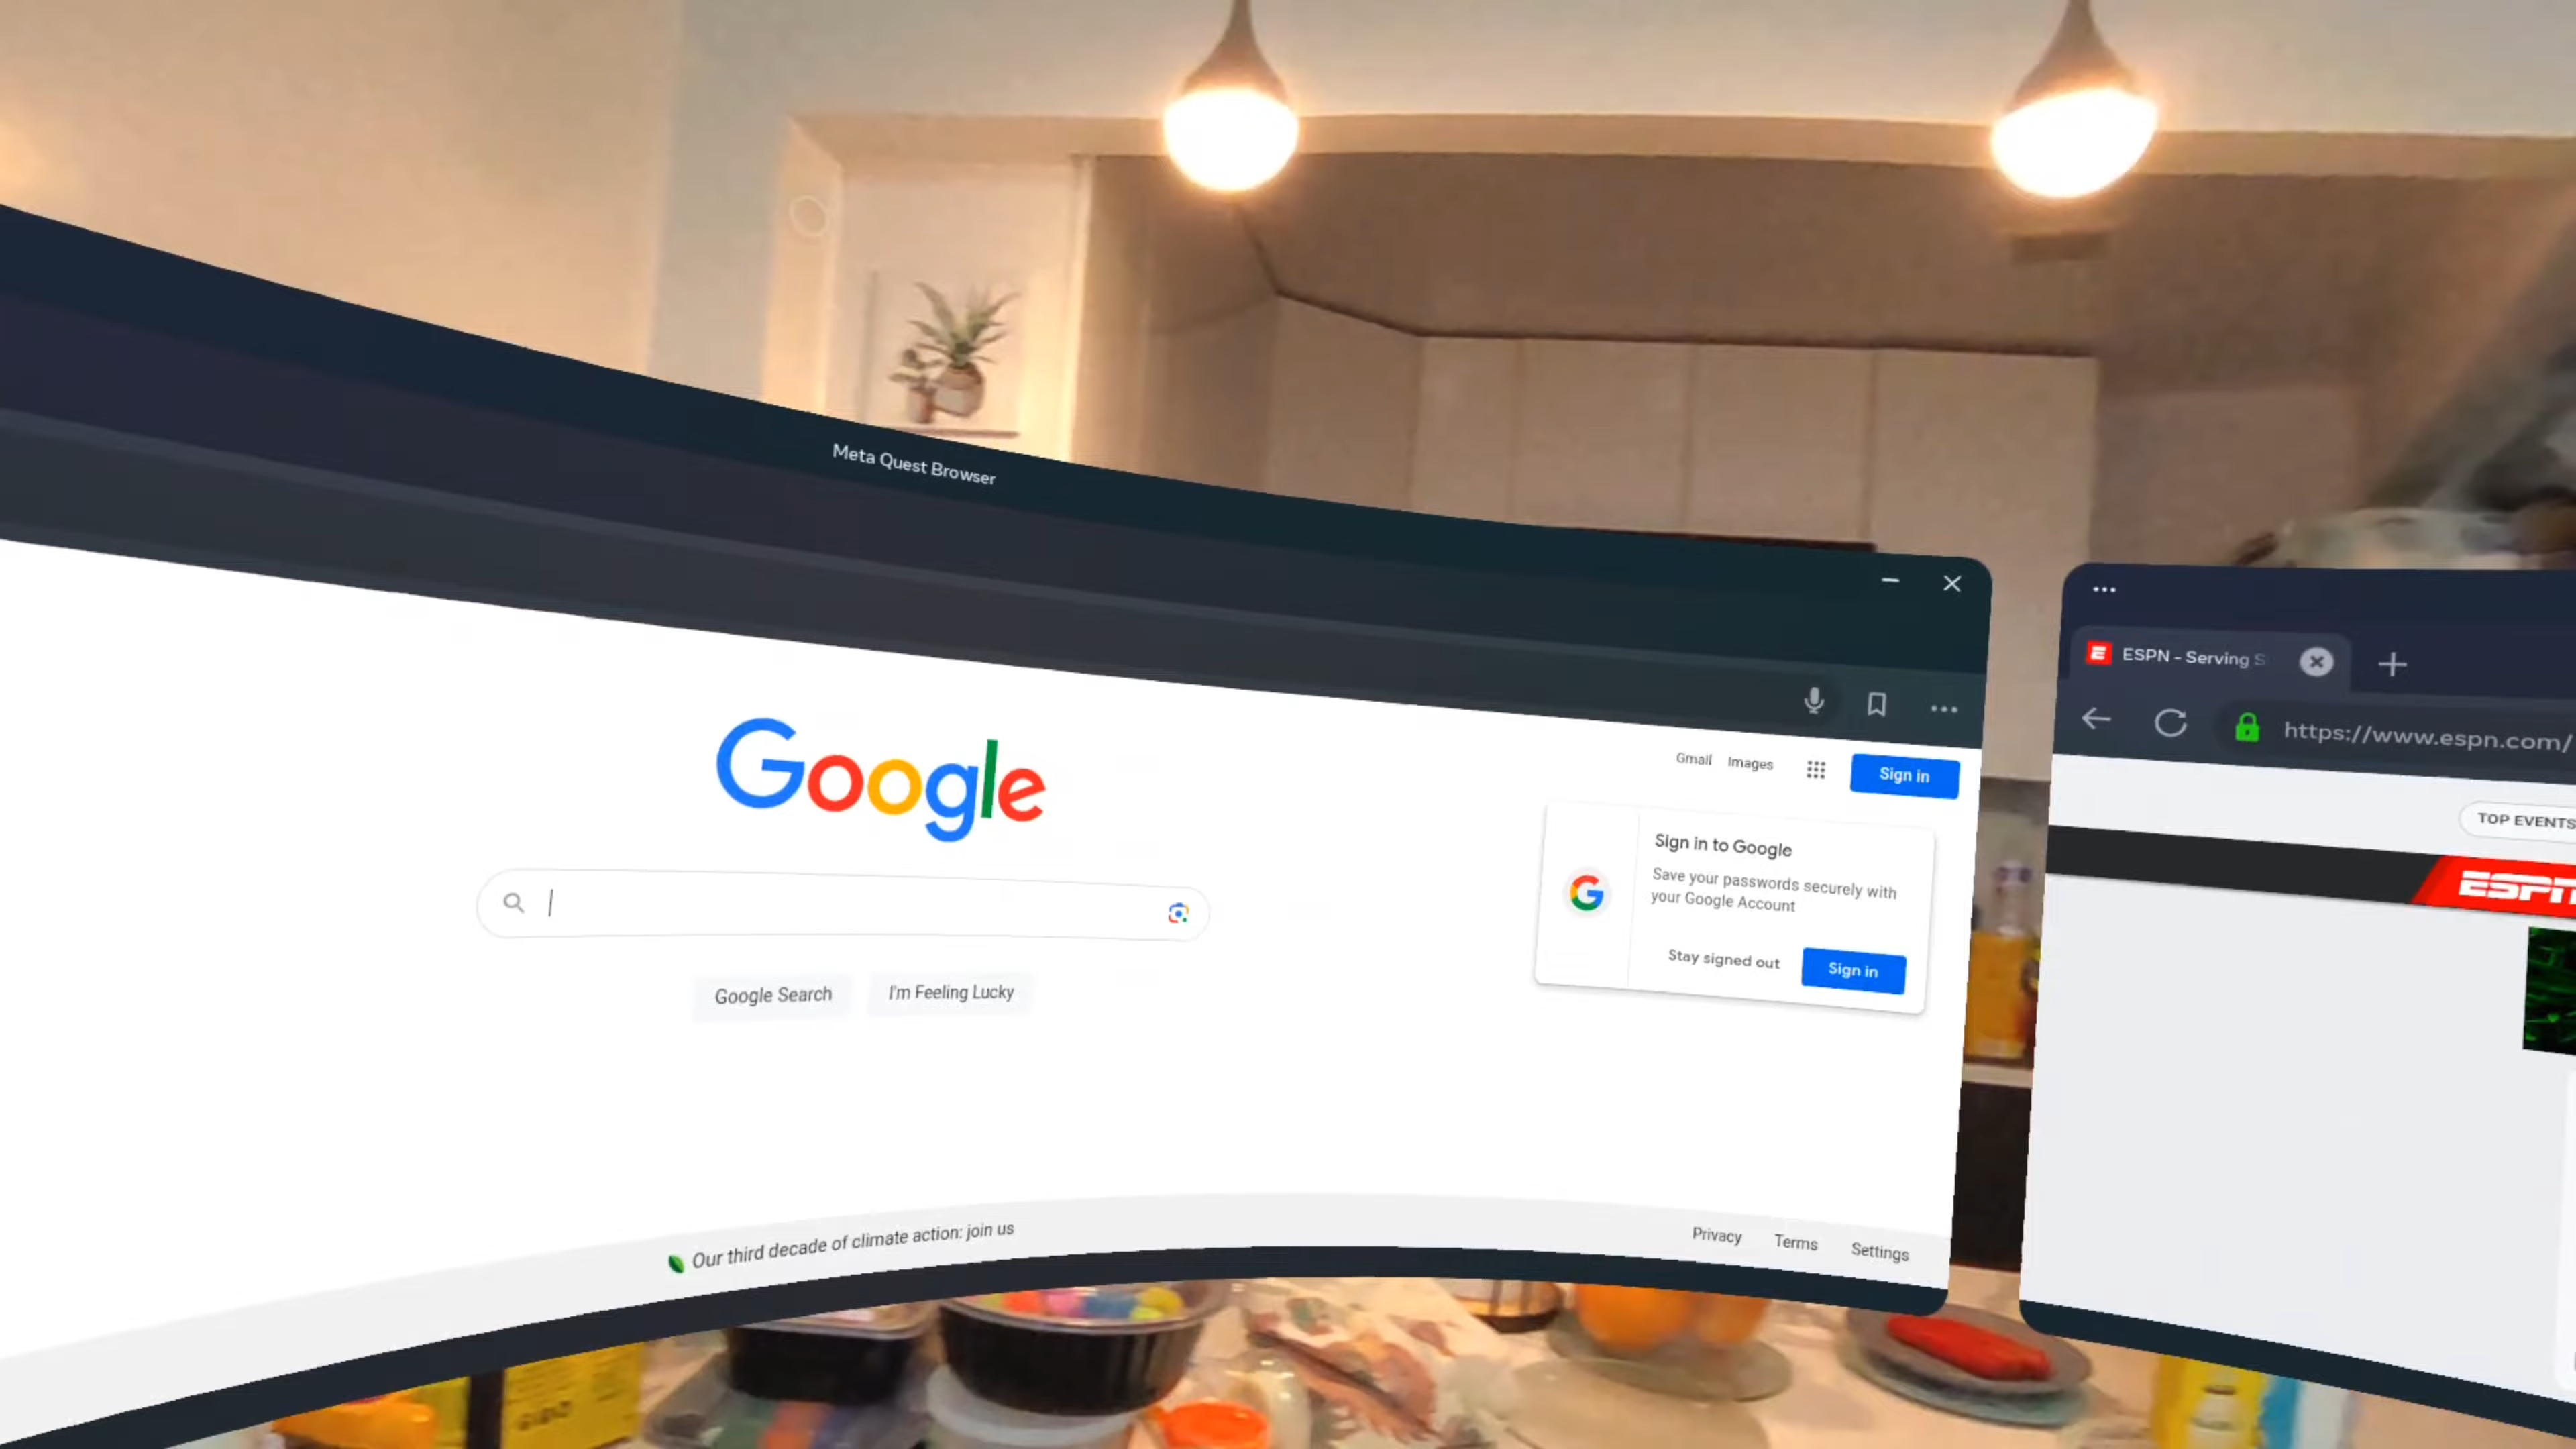 Meta Quest Browser
Gmail
Images
Sign in
Google
Sign in to Google
Save your passwords securely with
your Google Account
Stay signed out
Sign in
Google Search
I'm Feeling Lucky
Our third decade of climate action: join us
Privacy
Terms
Settings
ESPN - Serving S
https://www.espn.com/
TOP EVENTS
ESPN